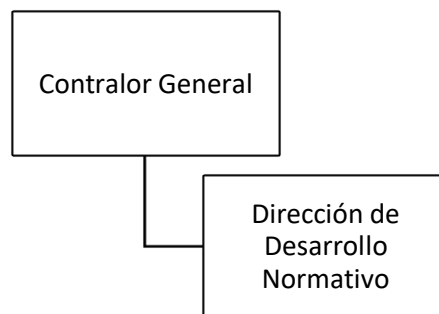 Contralor General
Dirección de
Desarrollo
Normativo